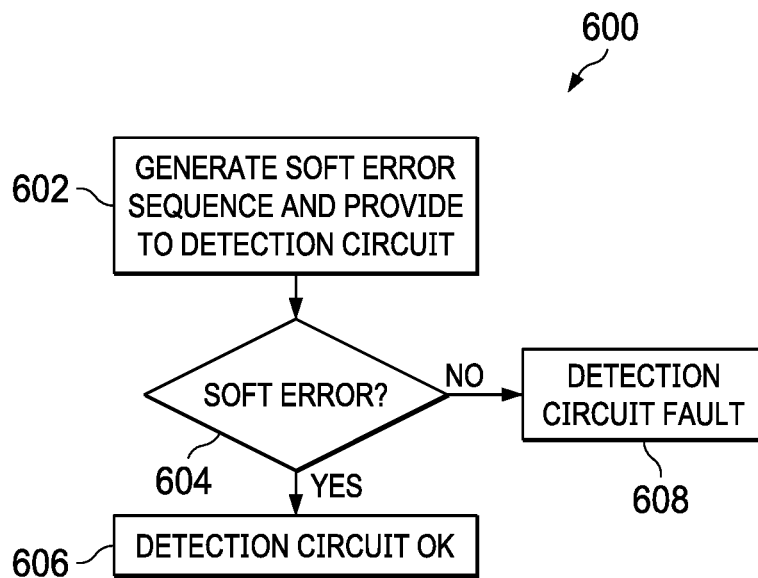 600
GENERATE SOFT ERROR
SEQUENCE AND PROVIDE
TO DETECTION CIRCUIT
602
SOFT ERROR?
604
NO
DETECTION
CIRCUIT FAULT
608
YES
DETECTION CIRCUIT OK
606